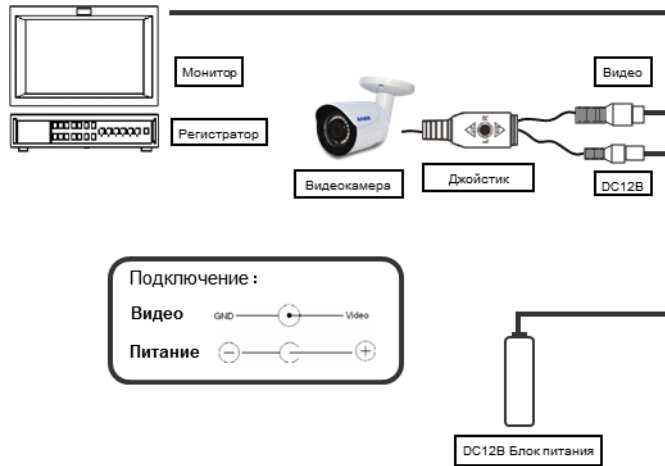 Монитор
Видео
Регистратор
Видеокамера
Джойстик
DC12В
Подключение:
Видео GND Video
Питание
DC12В Блок питания